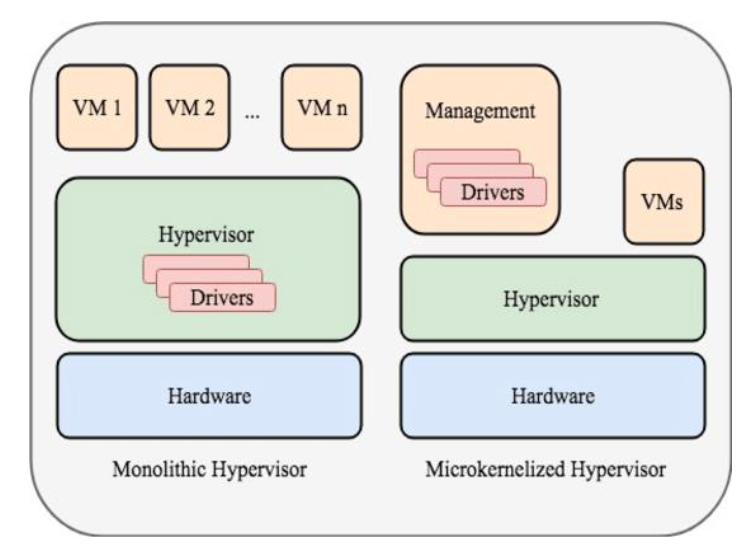 VM 1
VM 2
...
VM n
Hypervisor
Drivers
Hardware
Monolithic Hypervisor
Management
Drivers
VMs
Hypervisor
Hardware
Microkernelized Hypervisor